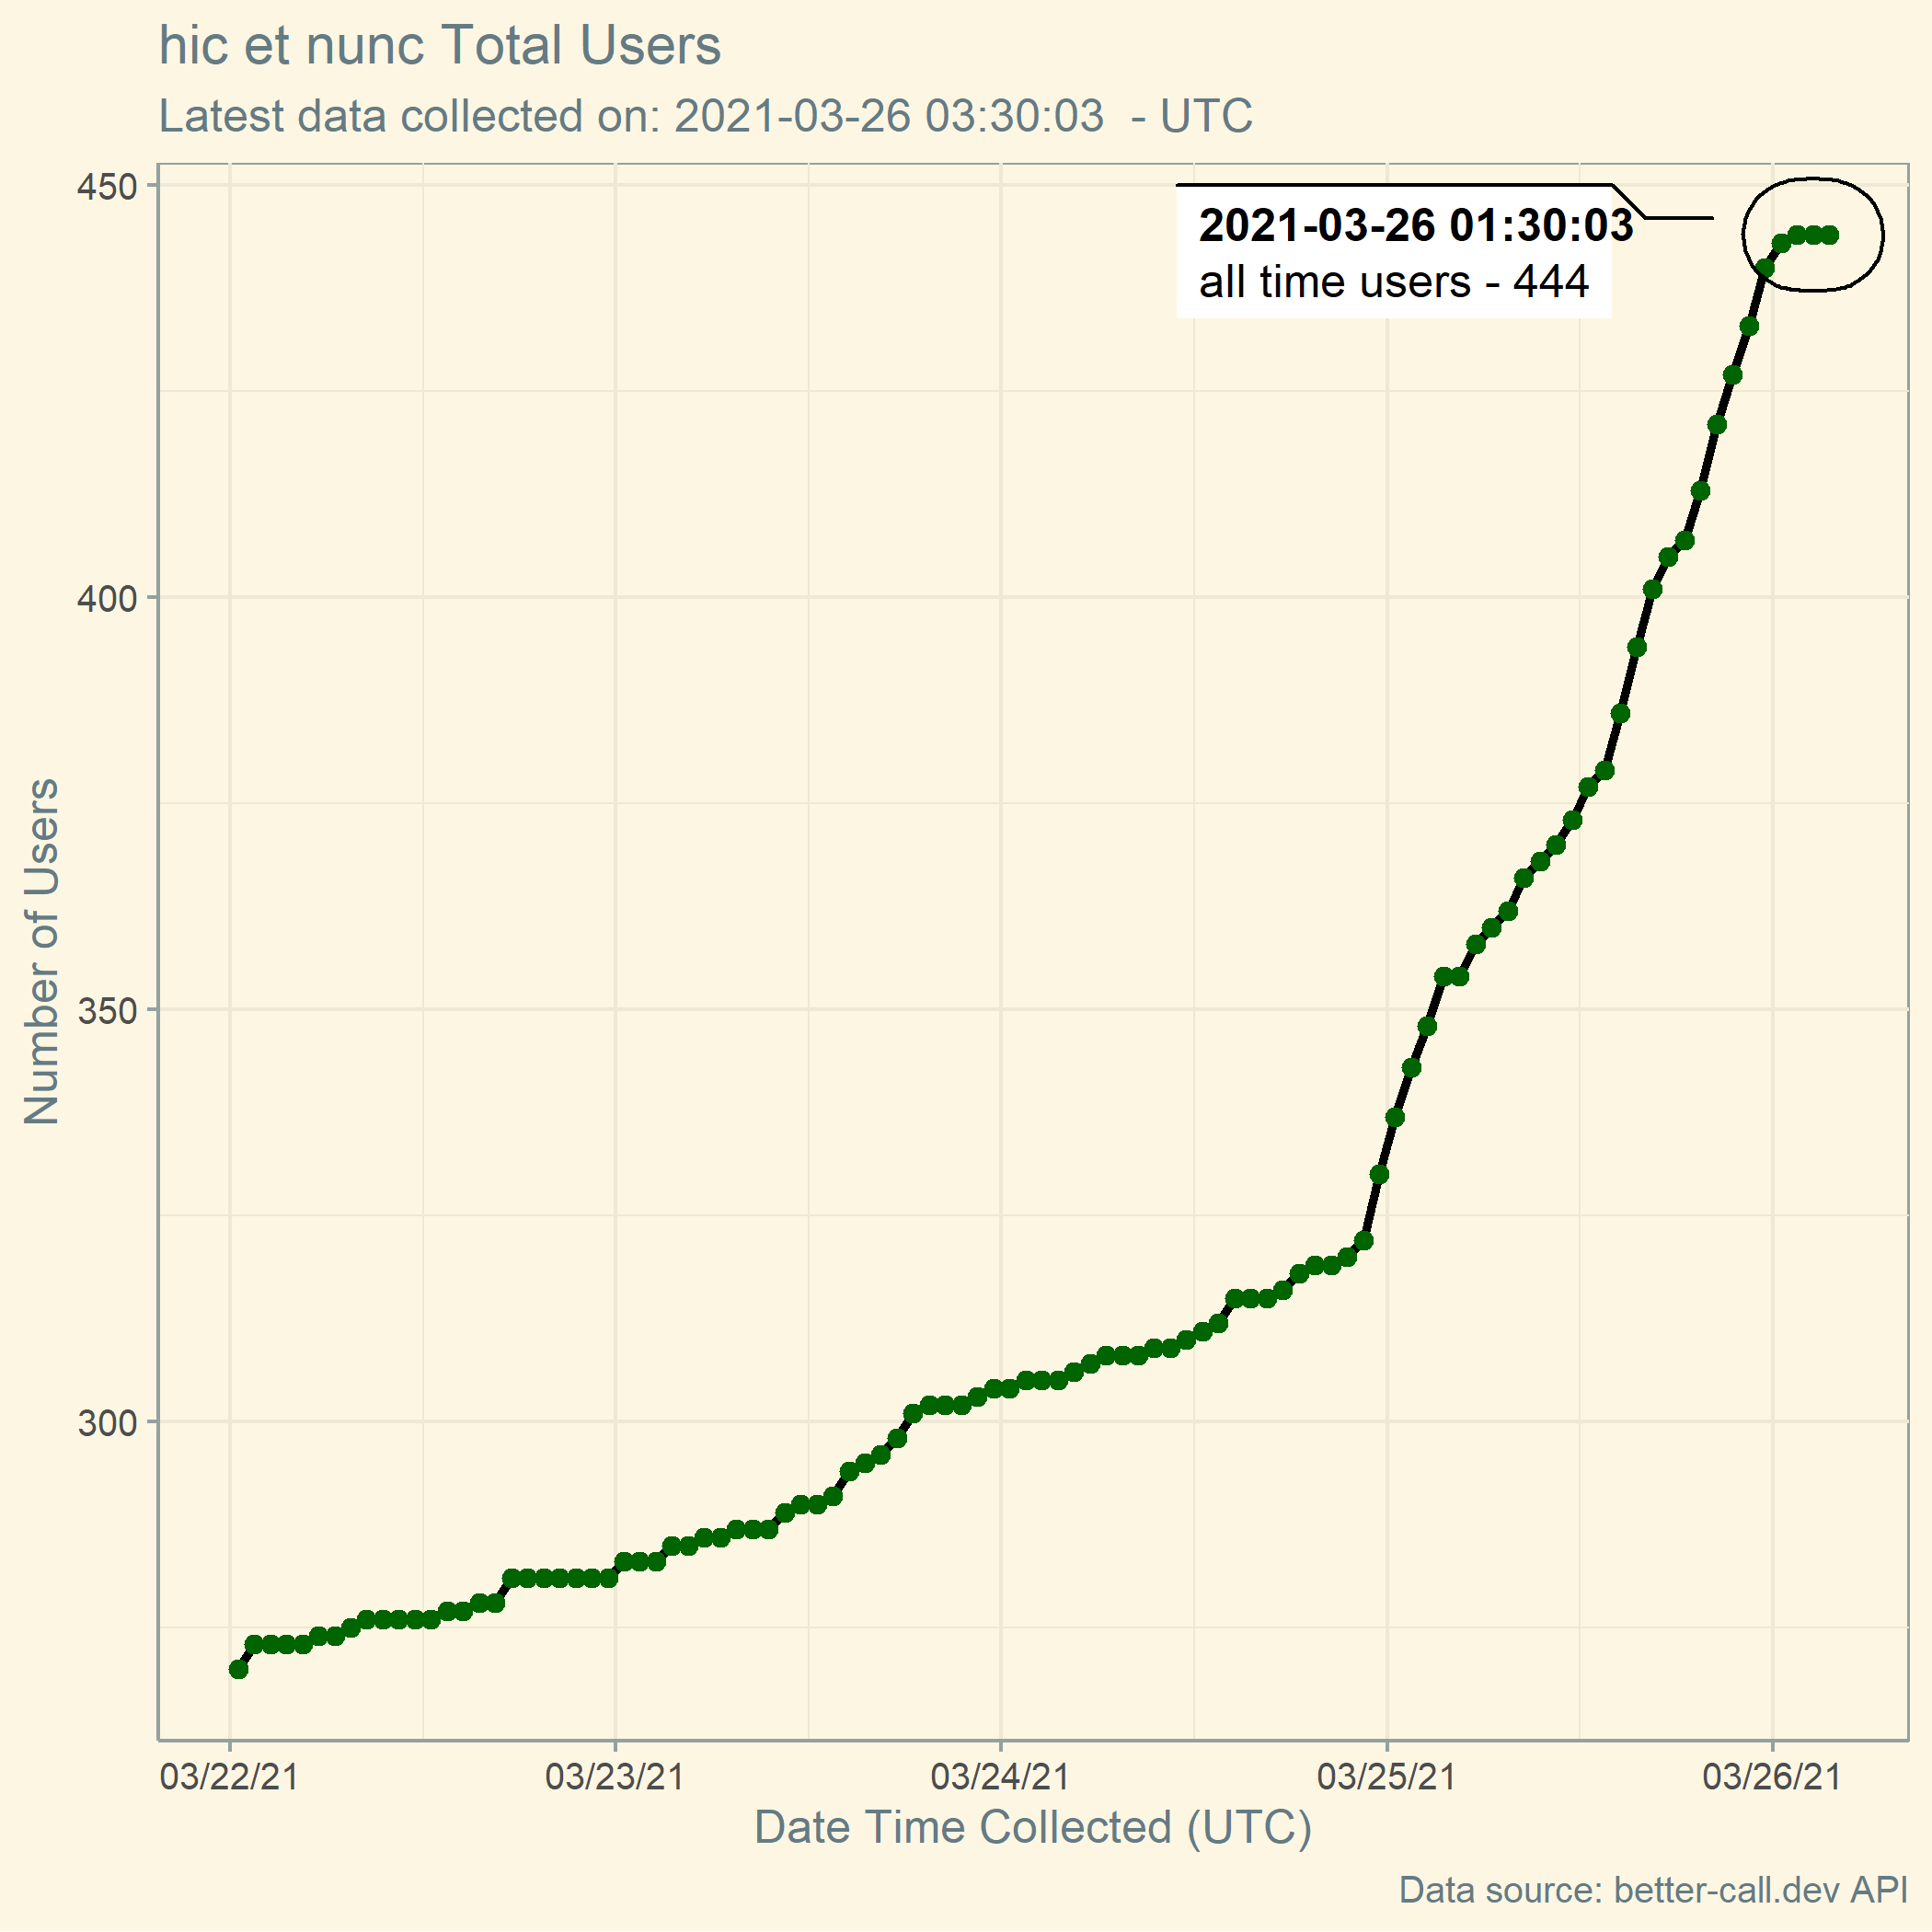 hic et nunc Total Users
Latest data collected on: 2021-03-26 03:30:03  - UTC
450
2021-03-26 01:30:03
all time users - 444
400
350
300
Number of Users
03/22/21 03/23/21 03/24/21 03/25/21 03/26/21
Date Time Collected (UTC)
Data source: better-call.dev API